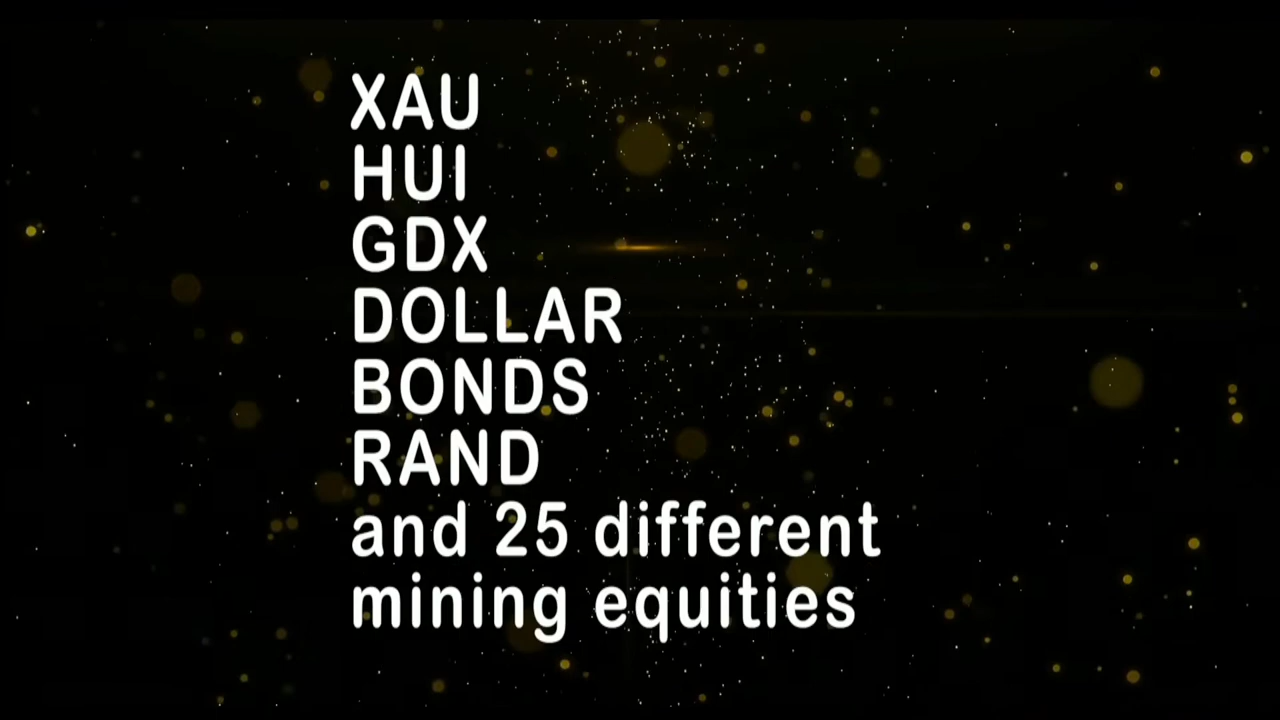 XAU
HUI
GDX
DOLLAR
BONDS
RAND
and 25 different
mining equities